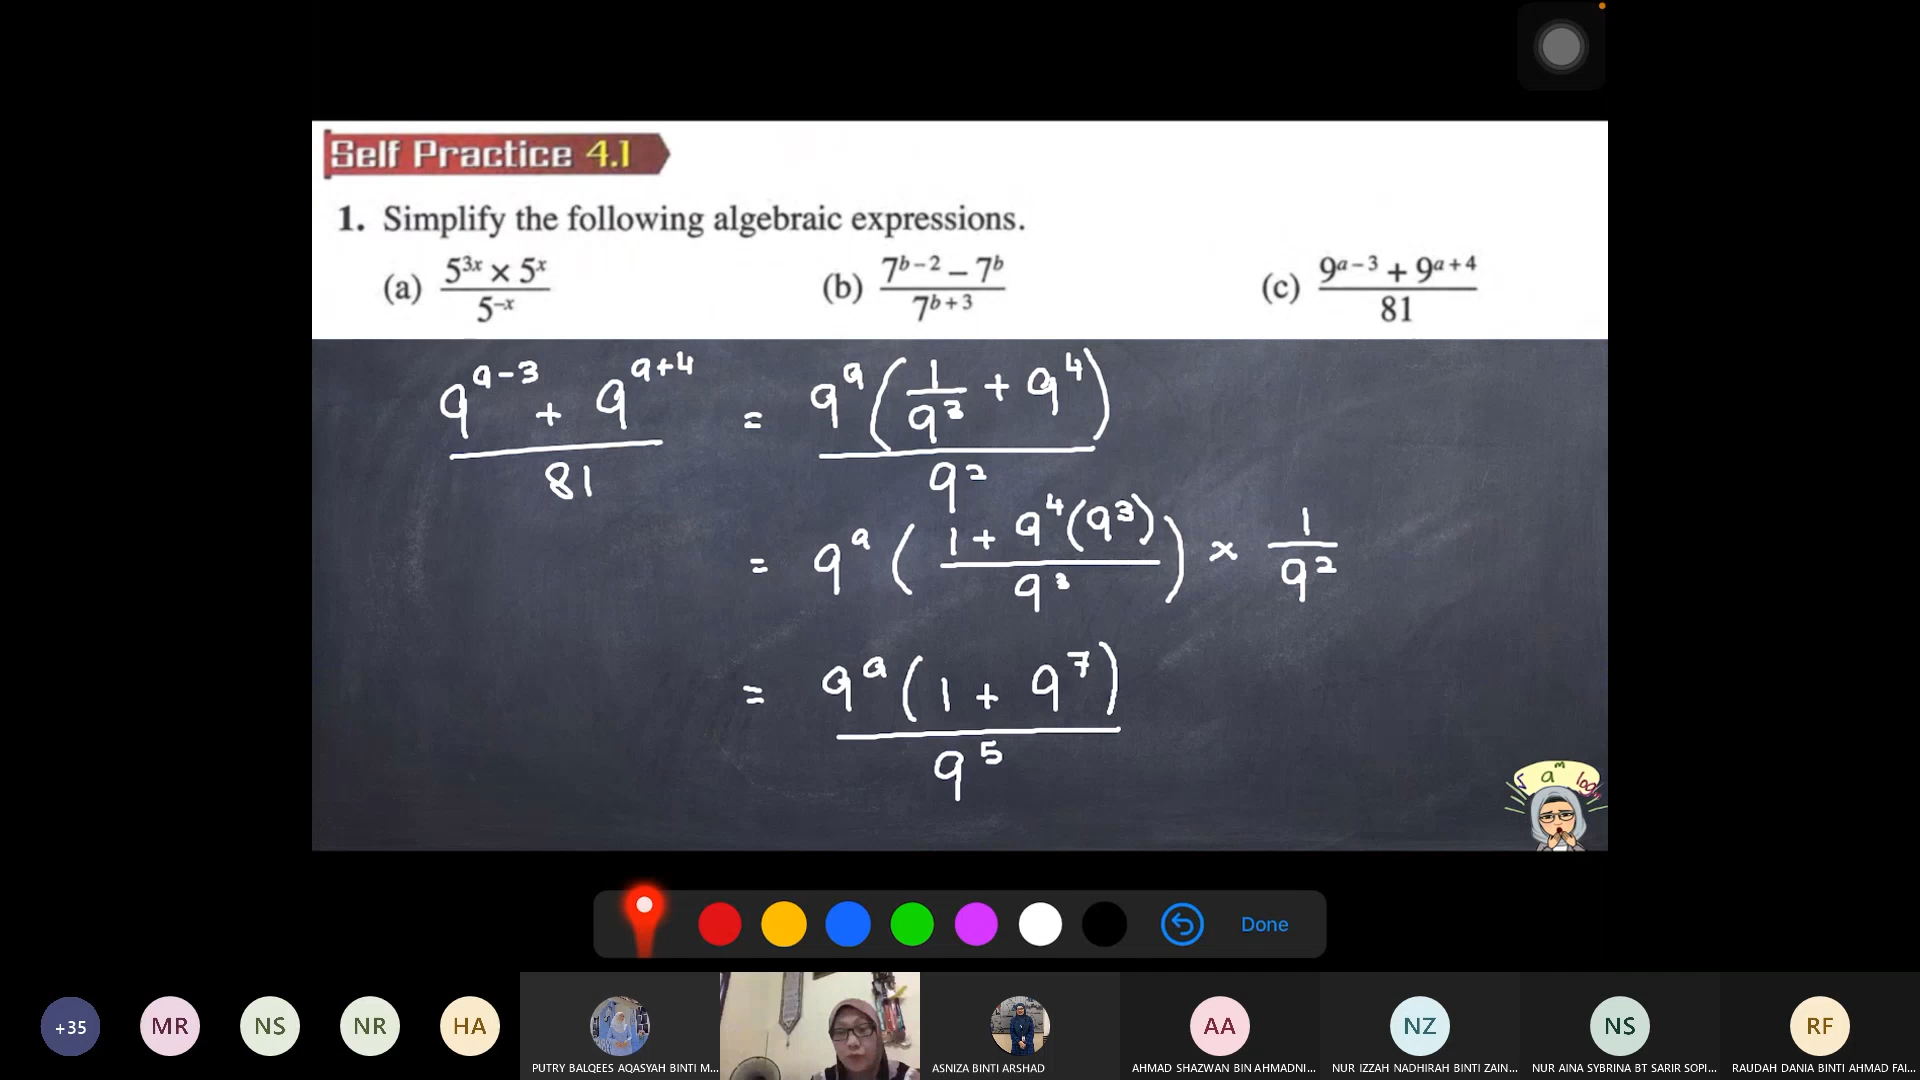 Self Practice 4.1
1. Simplify the following algebraic expressions.
(a) 5^{3x} × 5^{x} / 5^{-x} (b) 7^{b-2} - 7^{b} / 7^{b+3} (c) 9^{a-3} + 9^{a+4} / 81
9^{a-3} + 9^{a+4} / 81 = 9^{a} ( 1/9^{3} + 9^{4} ) / 9^{2}
= 9^{a} ( 1 + 9^{4}(9^{3}) / 9^{3} ) × 1/9^{2}
= 9^{a} ( 1 + 9^{7} ) / 9^{5}
√ a^{m} log
Done
+35 MR NS NR HA AA NZ NS RF
PUTRY BALQEES AQASYAH BINTI M... ASNIZA BINTI ARSHAD AHMAD SHAZWAN BIN AHMADNI... NUR IZZAH NADHIRAH BINTI ZAIN... NUR AINA SYBRINA BT SARIR SOPI... RAUDAH DANIA BINTI AHMAD FAI...